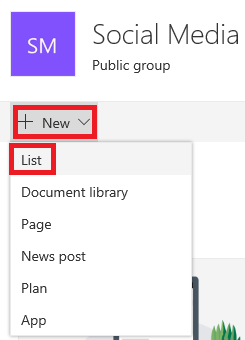 SM
Social Media
Public group
New
List
Document library
Page
News post
Plan
App